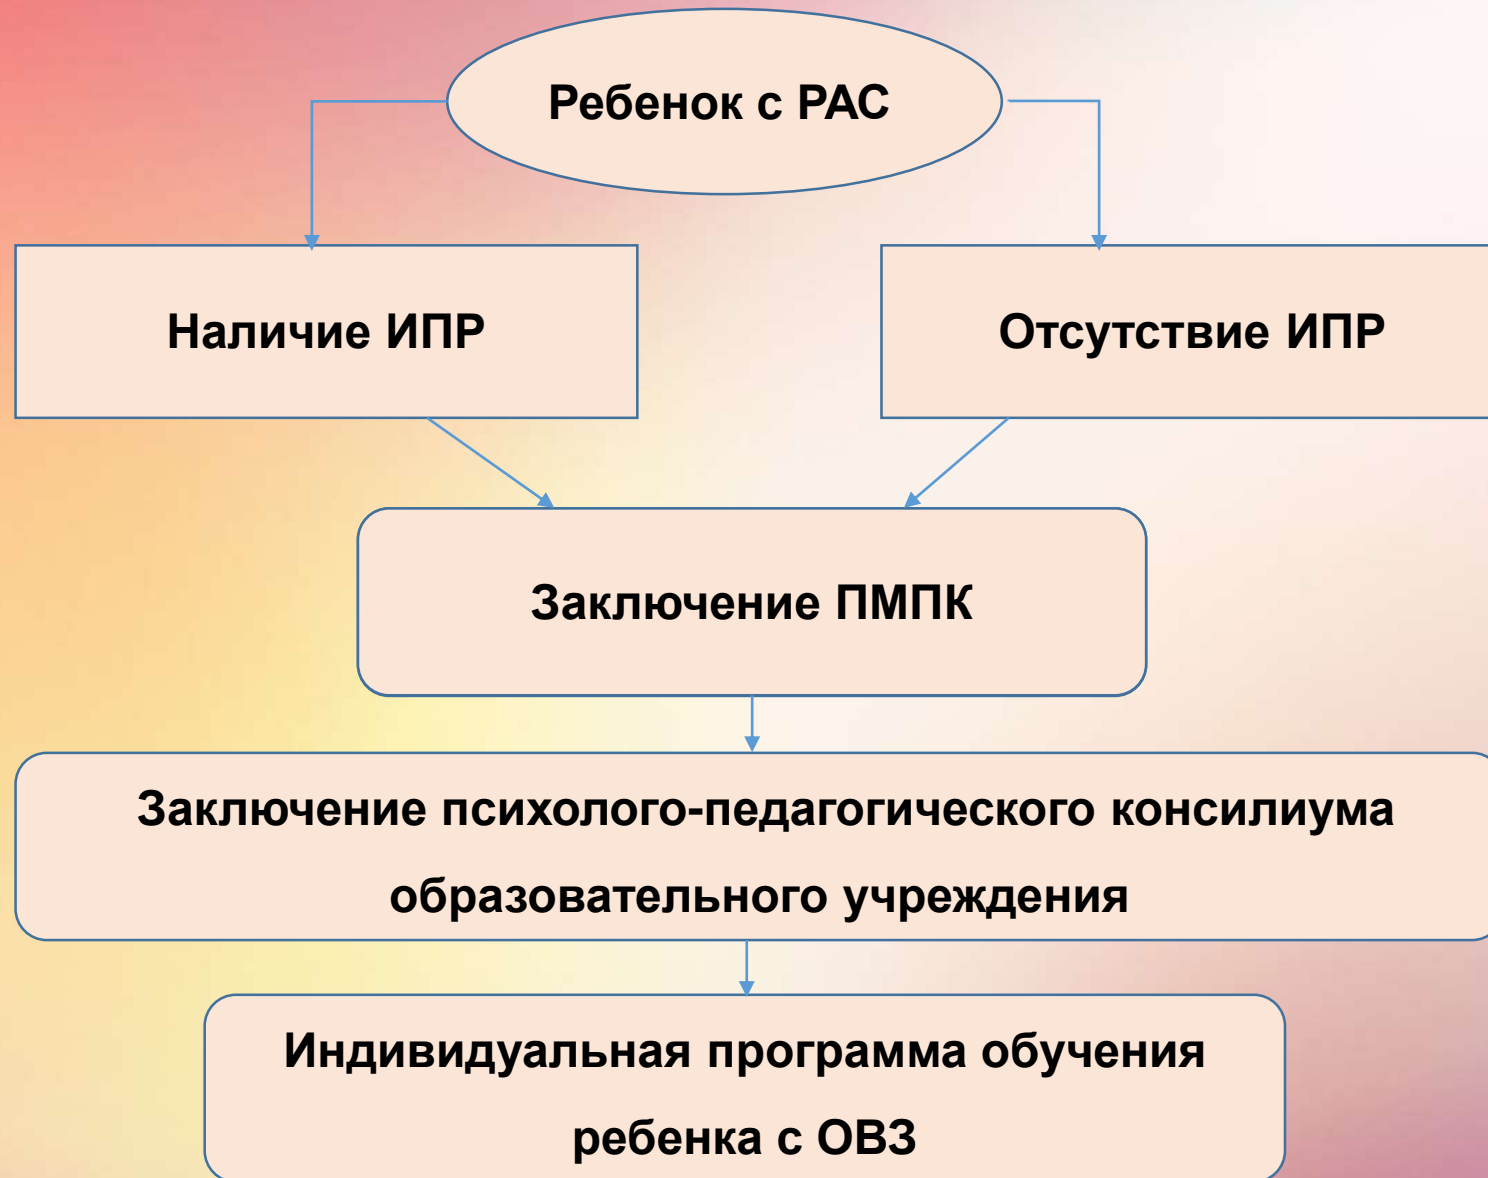 Ребенок с РАС
Наличие ИПР
Отсутствие ИПР
Заключение ПМПК
Заключение психолого-педагогического консилиума
образовательного учреждения
Индивидуальная программа обучения
ребенка с ОВЗ